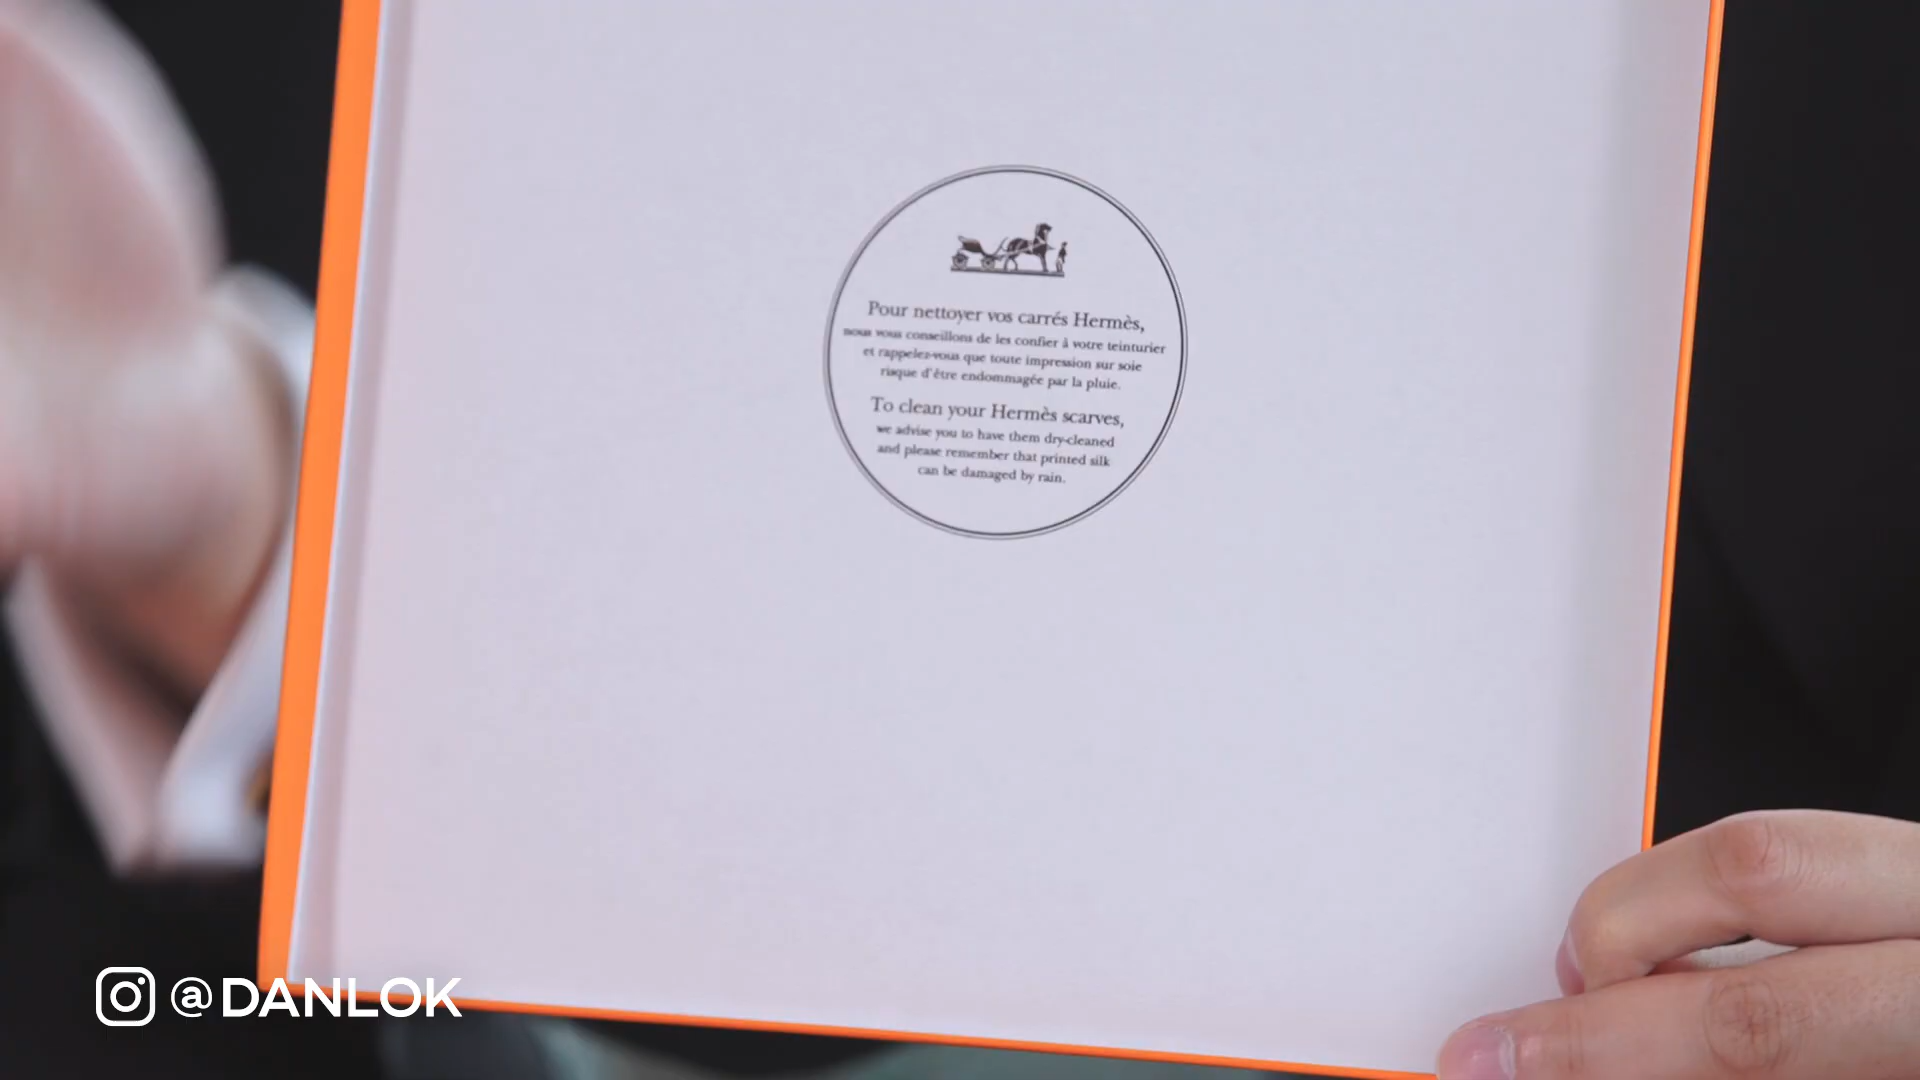 Pour nettoyer vos carrés Hermès,
nous vous conseillons de les confier à votre teinturier
et rappelez-vous que toute impression sur soie
risque d'être endommagée par la pluie.
To clean your Hermès scarves,
we advise you to have them dry-cleaned
and please remember that printed silk
can be damaged by rain.
@DANLOK